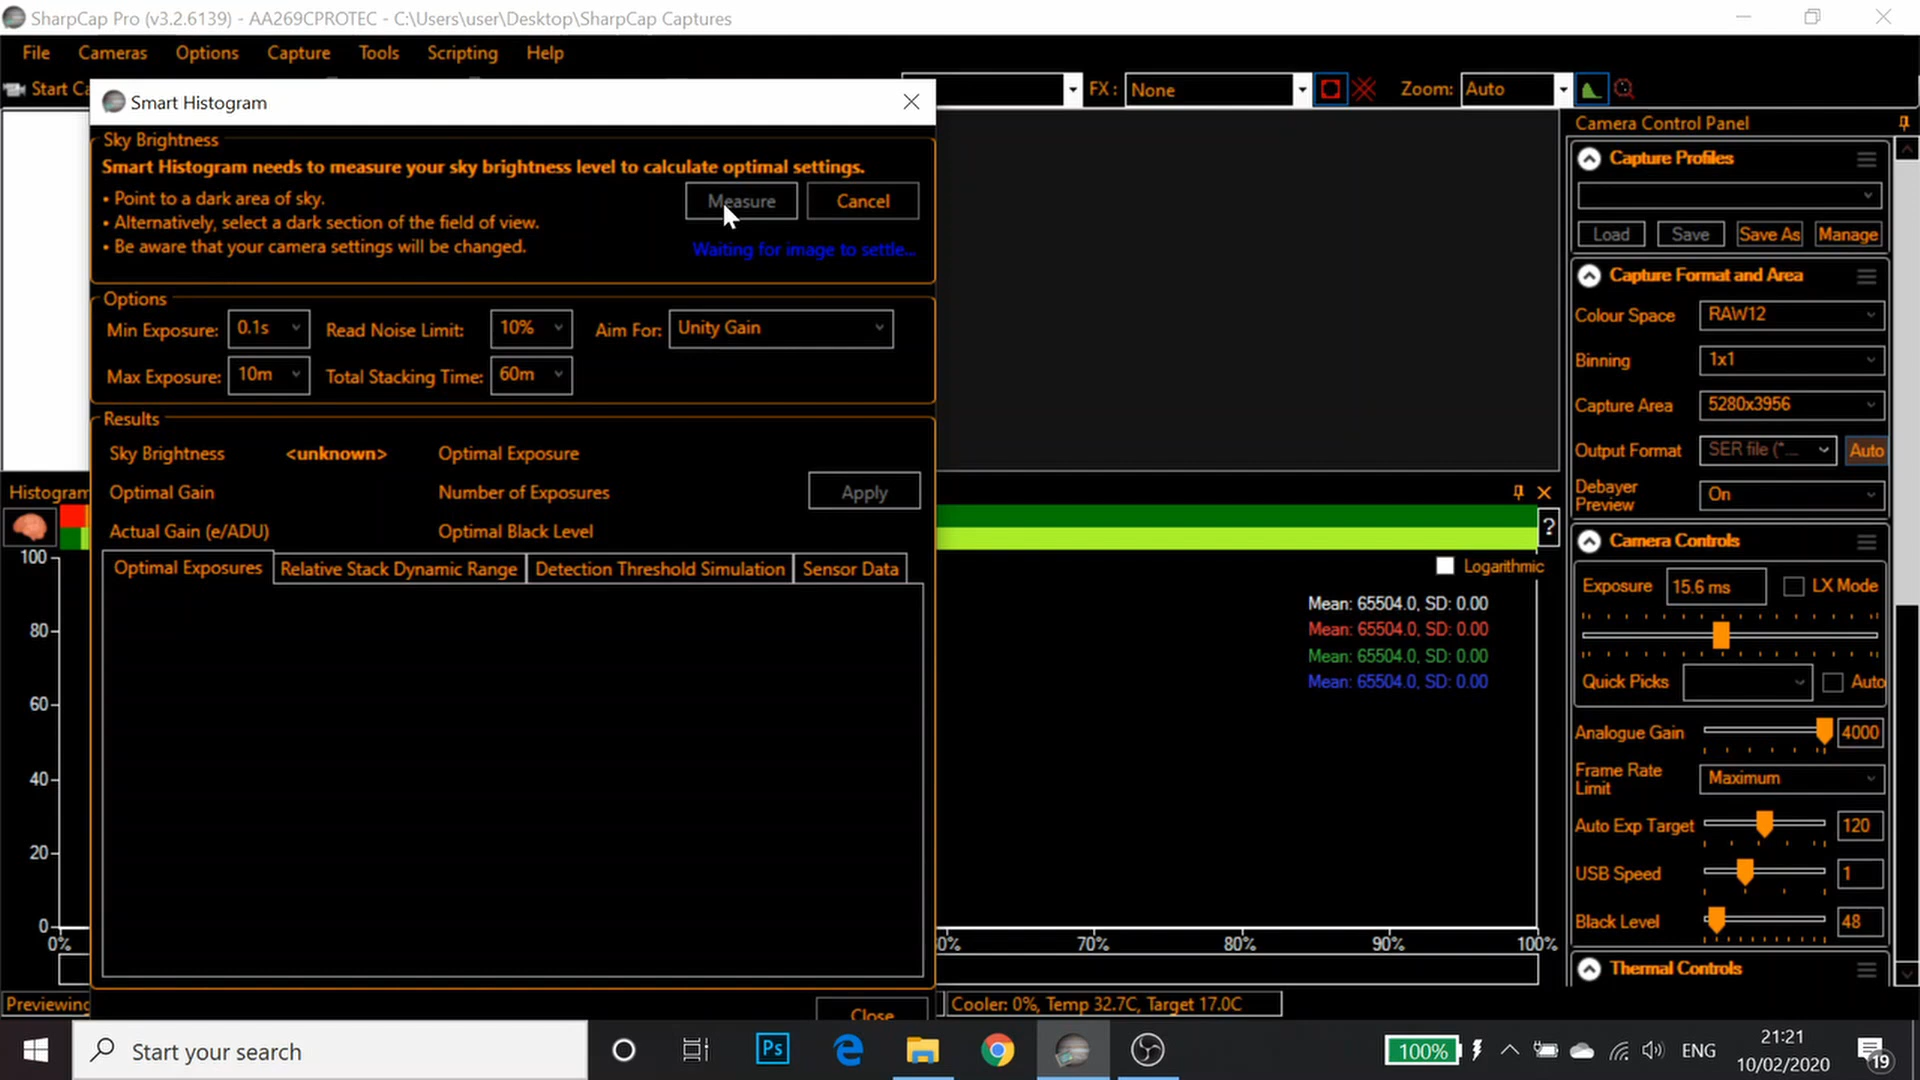 SharpCap Pro (v3.2.6139) - AA269CPROTEC - C:\Users\user\Desktop\SharpCap Captures
File Cameras Options Capture Tools Scripting Help
Start Ca
FX : None Zoom: Auto
Smart Histogram
Sky Brightness
Smart Histogram needs to measure your sky brightness level to calculate optimal settings.
• Point to a dark area of sky.
• Alternatively, select a dark section of the field of view.
• Be aware that your camera settings will be changed.
Measure Cancel
Waiting for image to settle...
Options
Min Exposure: 0.1s Read Noise Limit: 10% Aim For: Unity Gain
Max Exposure: 10m Total Stacking Time: 60m
Results
Sky Brightness <unknown> Optimal Exposure
Optimal Gain Number of Exposures Apply
Actual Gain (e/ADU) Optimal Black Level
Optimal Exposures Relative Stack Dynamic Range Detection Threshold Simulation Sensor Data
Close
Histogram
?
Logarithmic
Mean: 65504.0, SD: 0.00
Mean: 65504.0, SD: 0.00
Mean: 65504.0, SD: 0.00
Mean: 65504.0, SD: 0.00
100
80
60
40
20
0
0% 0% 70% 80% 90% 100%
Previewing
Cooler: 0%, Temp 32.7C, Target 17.0C
Camera Control Panel
Capture Profiles
Load Save Save As Manage
Capture Format and Area
Colour Space RAW12
Binning 1x1
Capture Area 5280x3956
Output Format SER file (*.... Auto
Debayer
Preview On
Camera Controls
Exposure 15.6 ms LX Mode
Quick Picks Auto
Analogue Gain 4000
Frame Rate
Limit Maximum
Auto Exp Target 120
USB Speed 1
Black Level 48
Thermal Controls
Start your search
Ps
100%
ENG
21:21
10/02/2020
19